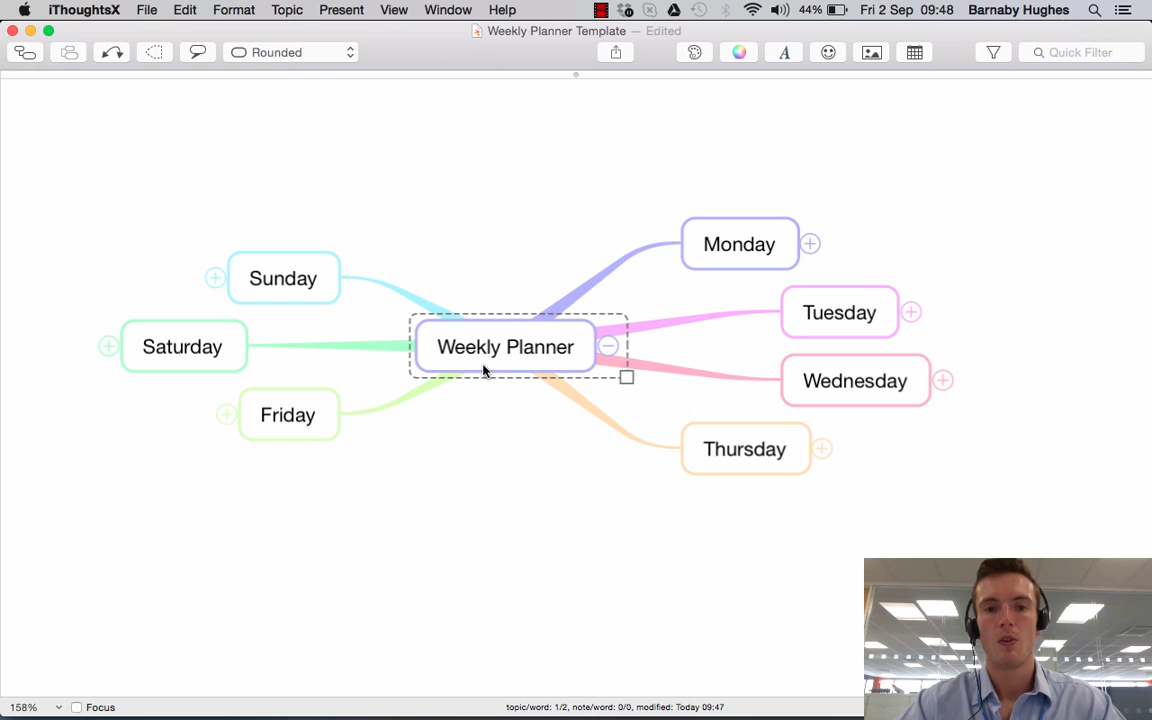 iThoughtsX File Edit Format Topic Present View Window Help 44% Fri 2 Sep 09:48 Barnaby Hughes
Weekly Planner Template — Edited
Rounded A Quick Filter
Monday
Sunday
Tuesday
Weekly Planner
Saturday
Wednesday
Friday
Thursday
158% Focus topic/word: 1/2, note/word: 0/0, modified: Today 09:47